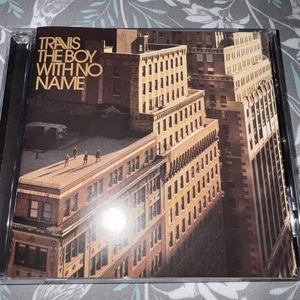 TRAVIS
THE BOY
WITH NO
NAME